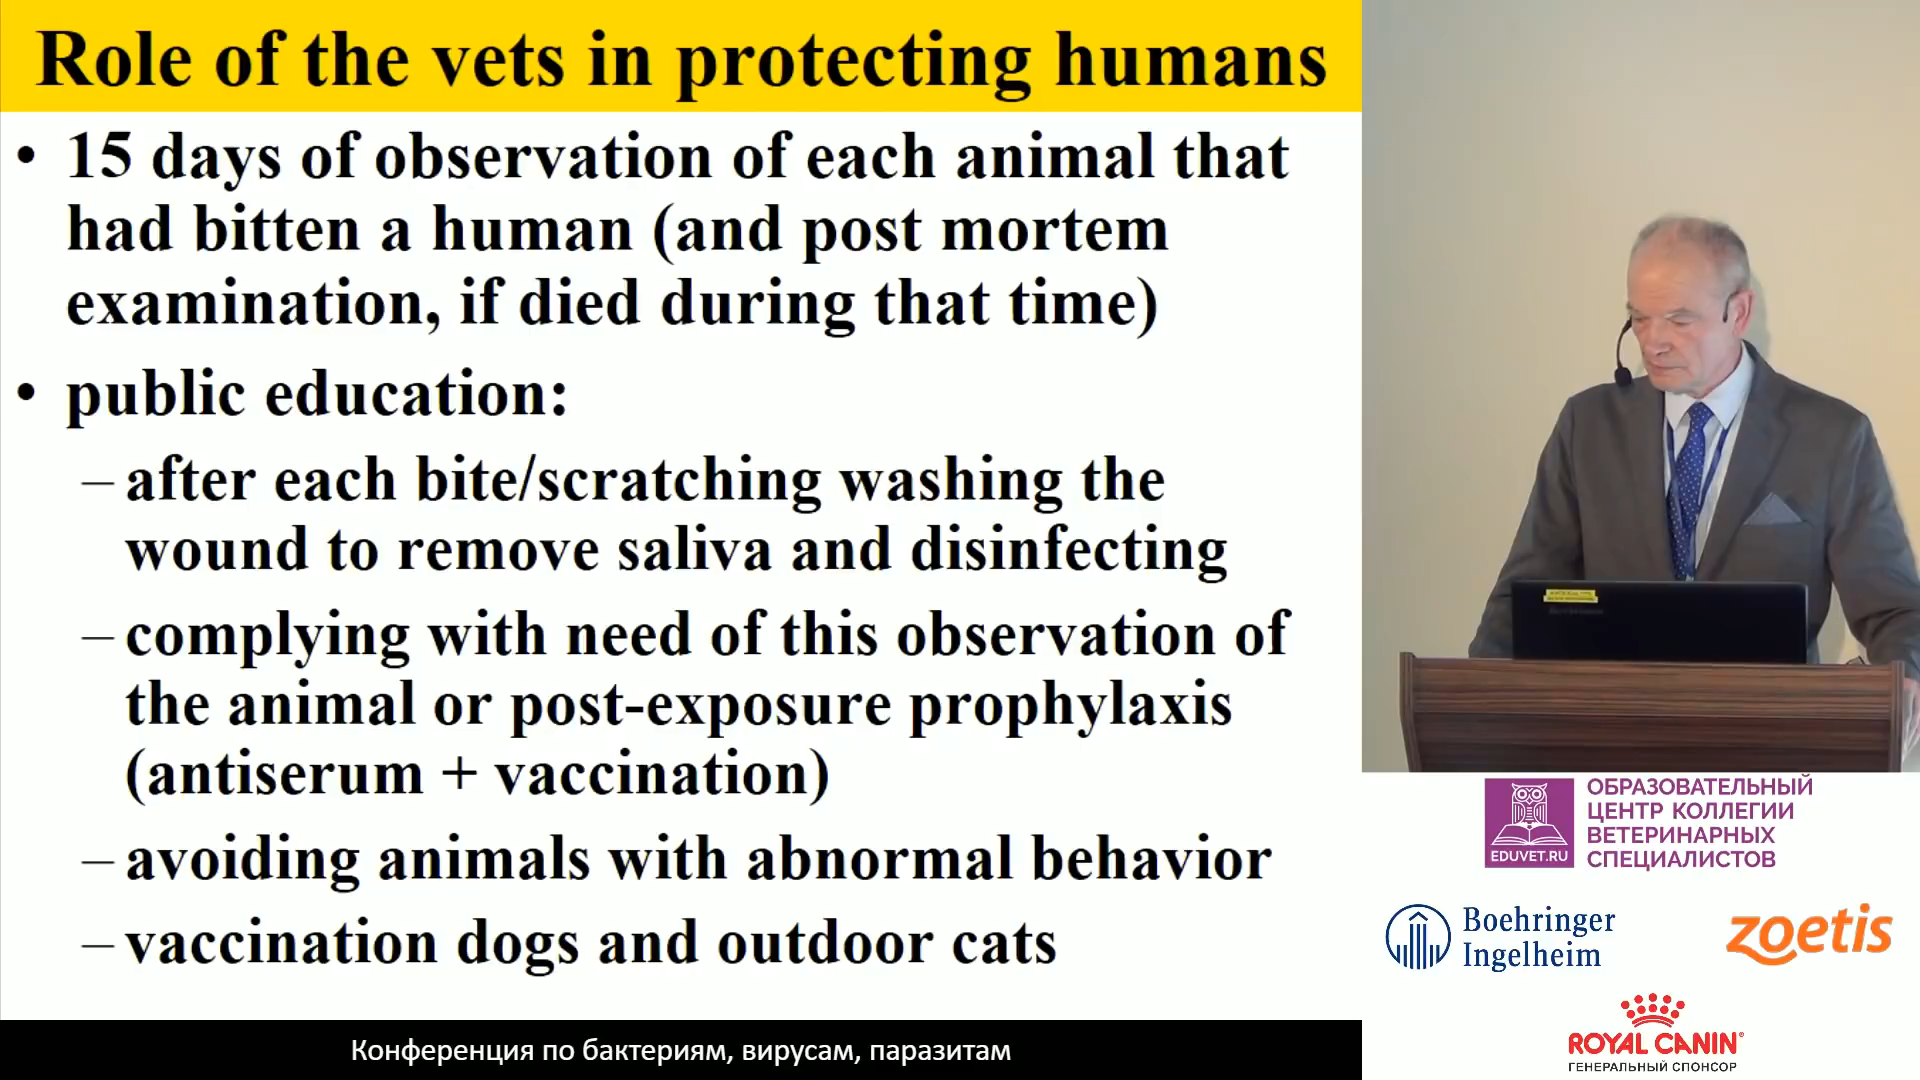 Role of the vets in protecting humans
• 15 days of observation of each animal that
had bitten a human (and post mortem
examination, if died during that time)
• public education:
– after each bite/scratching washing the
wound to remove saliva and disinfecting
– complying with need of this observation of
the animal or post-exposure prophylaxis
(antiserum + vaccination)
– avoiding animals with abnormal behavior
– vaccination dogs and outdoor cats
Конференция по бактериям, вирусам, паразитам
EDUVET.RU
ОБРАЗОВАТЕЛЬНЫЙ
ЦЕНТР КОЛЛЕГИИ
ВЕТЕРИНАРНЫХ
СПЕЦИАЛИСТОВ
Boehringer
Ingelheim
zoetis
ROYAL CANIN
ГЕНЕРАЛЬНЫЙ СПОНСОР